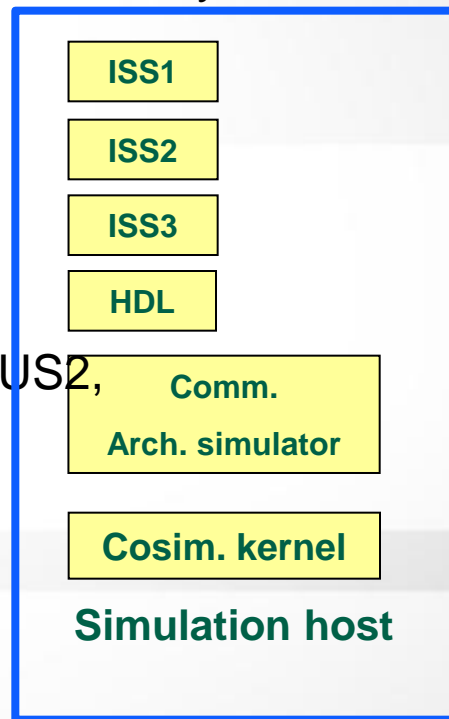 ISS1
ISS2
ISS3
HDL
US2,
Comm.
Arch. simulator
Cosim. kernel
Simulation host